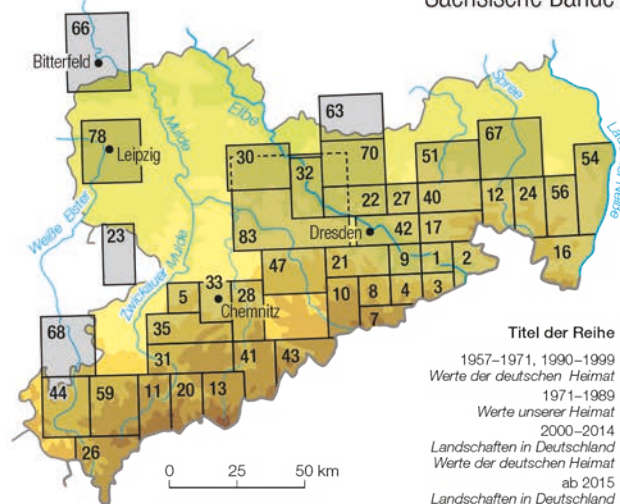 Sächsische Bände
66
Bitterfeld
Elbe
Spree
63
67
78
Leipzig
Mulde
30
32
70
51
54
Weiße Elster
22
27
40
12
24
56
23
83
Dresden
42
17
16
Zwickauer Mulde
47
21
9
1
2
5
33
28
Chemnitz
10
8
4
3
7
68
35
31
41
43
44
59
11
20
13
26
0
25
50 km
Titel der Reihe
1957–1971, 1990–1999
Werte der deutschen Heimat
1971–1989
Werte unserer Heimat
2000–2014
Landschaften in Deutschland
Werte der deutschen Heimat
ab 2015
Landschaften in Deutschland